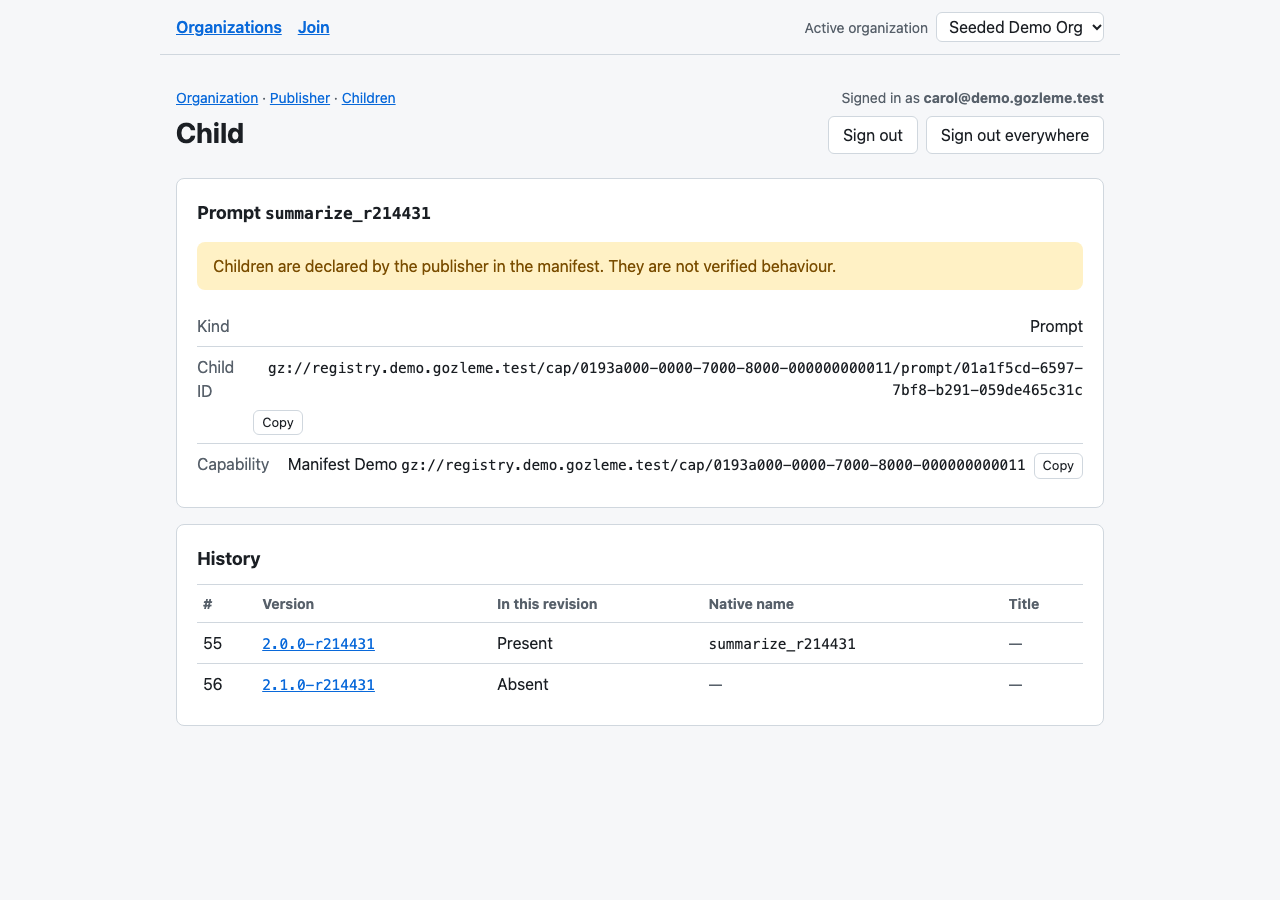 Organizations Join Active organization Seeded Demo Org
Organization · Publisher · Children Signed in as carol@demo.gozleme.test
Child Sign out Sign out everywhere
Prompt summarize_r214431
Children are declared by the publisher in the manifest. They are not verified behaviour.
Kind Prompt
Child ID gz://registry.demo.gozleme.test/cap/0193a000-0000-7000-8000-000000000011/prompt/01a1f5cd-6597-
7bf8-b291-059de465c31c
Copy
Capability Manifest Demo gz://registry.demo.gozleme.test/cap/0193a000-0000-7000-8000-000000000011 Copy
History
# Version In this revision Native name Title
55 2.0.0-r214431 Present summarize_r214431 —
56 2.1.0-r214431 Absent — —